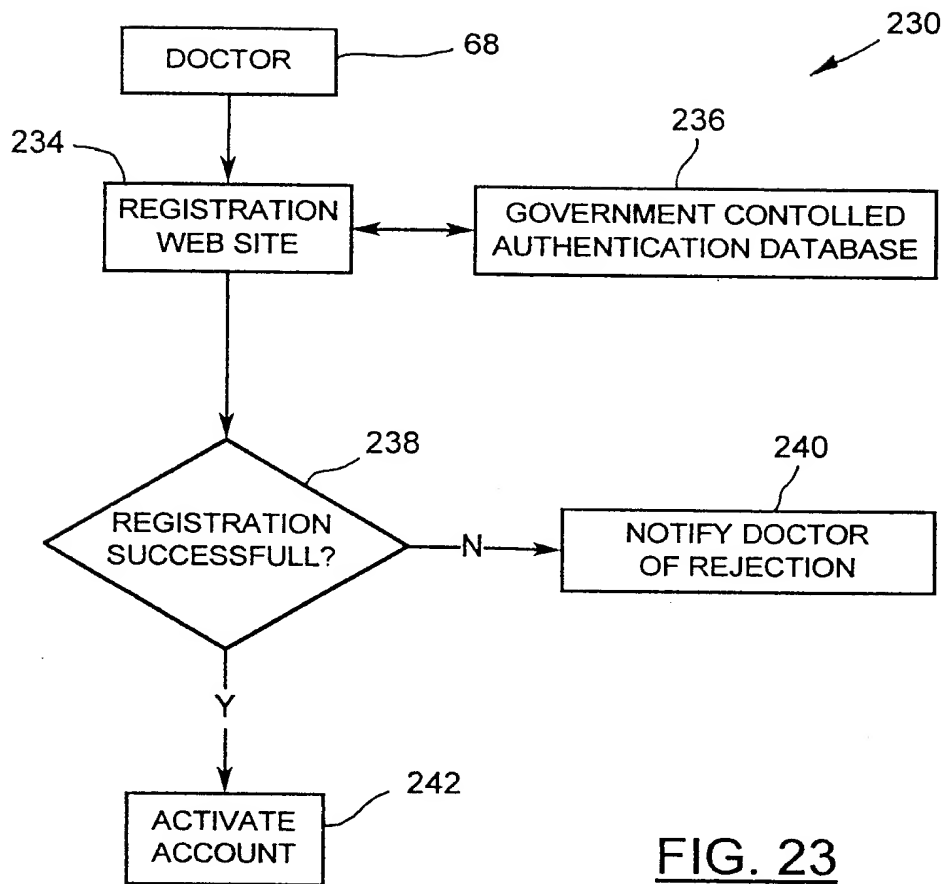 230
DOCTOR
68
234
REGISTRATION
WEB SITE
236
GOVERNMENT CONTOLLED
AUTHENTICATION DATABASE
238
REGISTRATION
SUCCESSFULL?
N
240
NOTIFY DOCTOR
OF REJECTION
Y
242
ACTIVATE
ACCOUNT
FIG. 23